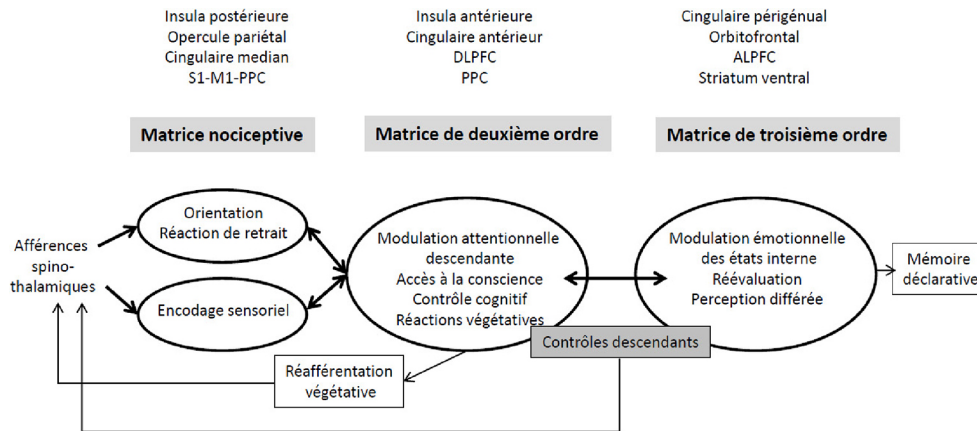 Insula postérieure
Opercule pariétal
Cingulaire median
S1-M1-PPC
Insula antérieure
Cingulaire antérieur
DLPFC
PPC
Cingulaire périgénual
Orbitofrontal
ALPFC
Striatum ventral
Matrice nociceptive
Matrice de deuxième ordre
Matrice de troisième ordre
Afférences
spino-
thalamiques
Orientation
Réaction de retrait
Encodage sensoriel
Modulation attentionnelle
descendante
Accès à la conscience
Contrôle cognitif
Réactions végétatives
Modulation émotionnelle
des états interne
Réévaluation
Perception différée
Mémoire
déclarative
Contrôles descendants
Réafférentation
végétative